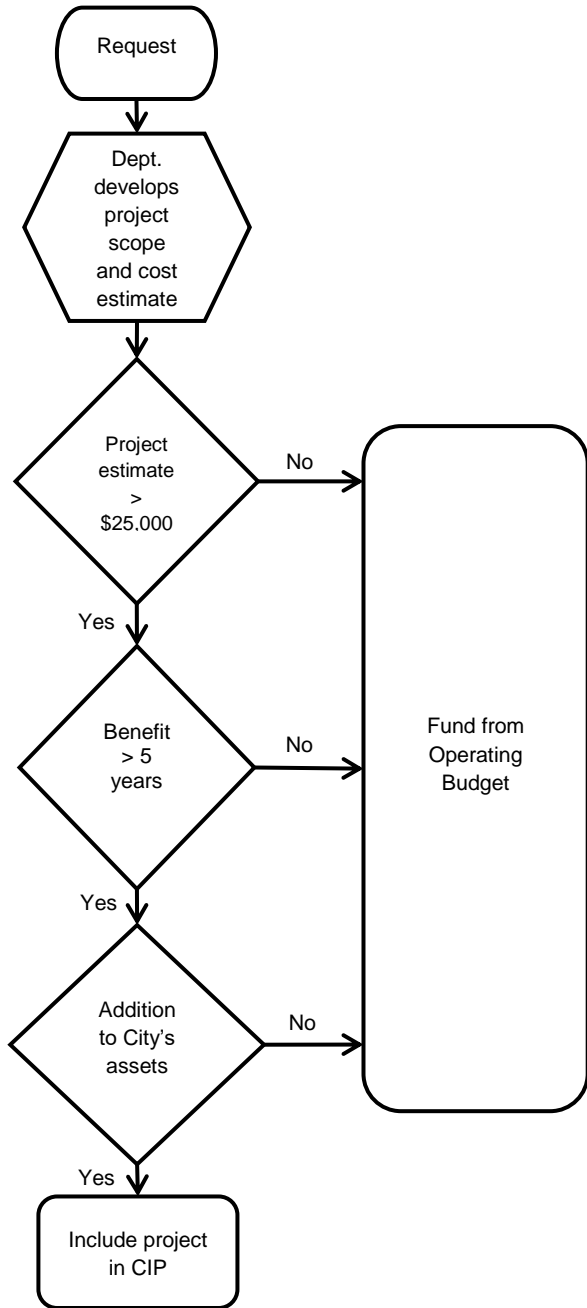 Request
Dept.
develops
project
scope
and cost
estimate
Project
estimate
>
$25,000
No
Yes
Benefit
> 5
years
No
Fund from
Operating
Budget
Yes
Addition
to City’s
assets
No
Yes
Include project
in CIP